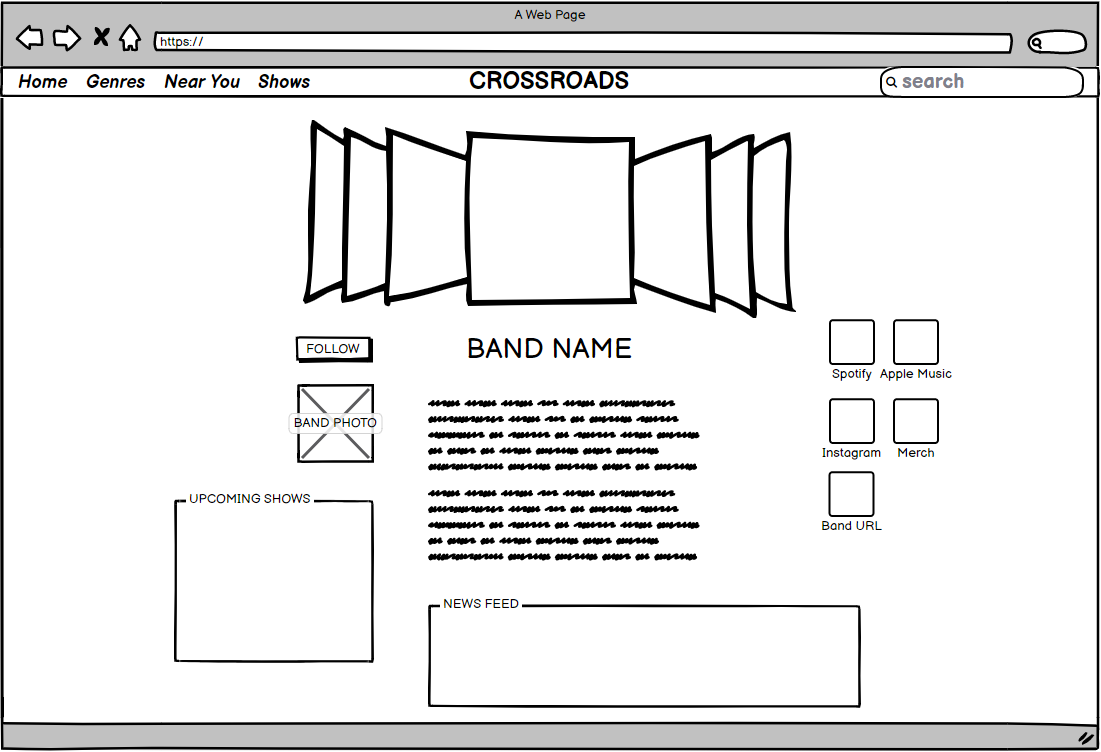 A Web Page
https://
Home Genres Near You Shows CROSSROADS search
FOLLOW
BAND NAME
BAND PHOTO
Spotify Apple Music
Instagram Merch
Band URL
UPCOMING SHOWS
NEWS FEED